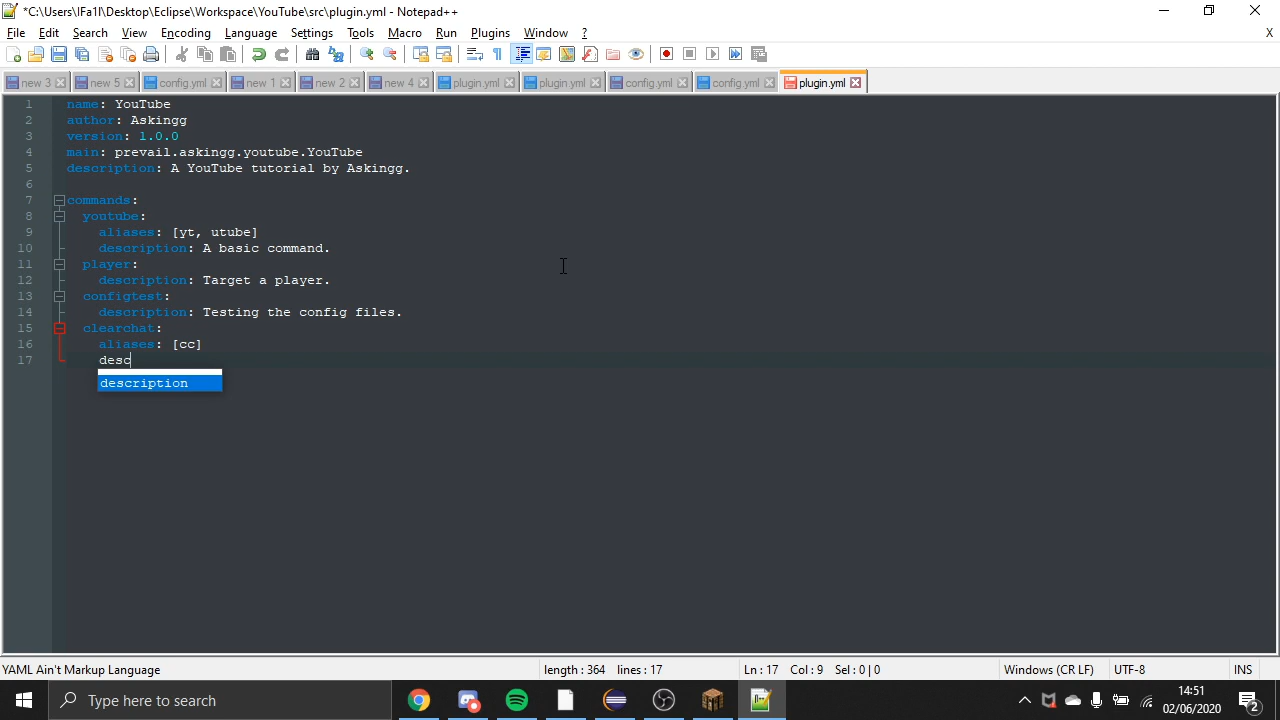 *C:\Users\lFa1l\Desktop\Eclipse\Workspace\YouTube\src\plugin.yml - Notepad++
File Edit Search View Encoding Language Settings Tools Macro Run Plugins Window ? X
new 3 new 5 config.yml new 1 new 2 new 4 plugin.yml plugin.yml config.yml config.yml plugin.yml
1 name: YouTube
2 author: Askingg
3 version: 1.0.0
4 main: prevail.askingg.youtube.YouTube
5 description: A YouTube tutorial by Askingg.
6
7 commands:
8 youtube:
9 aliases: [yt, utube]
10 description: A basic command.
11 player:
12 description: Target a player.
13 configtest:
14 description: Testing the config files.
15 clearchat:
16 aliases: [cc]
17 desc
description
YAML Ain't Markup Language length : 364 lines : 17 Ln : 17 Col : 9 Sel : 0 | 0 Windows (CR LF) UTF-8 INS
Type here to search
14:51
02/06/2020
2